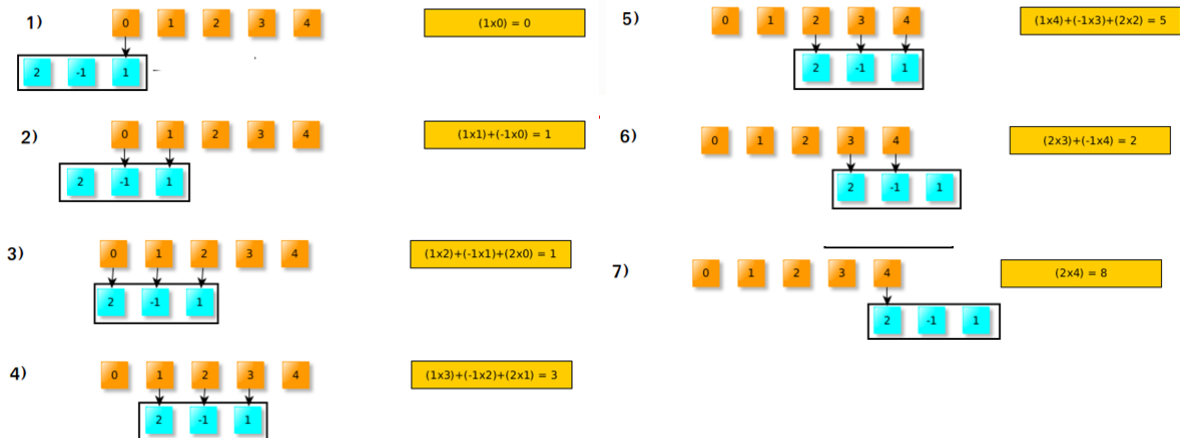 1)
0 1 2 3 4
(1x0) = 0
2 -1 1
2)
0 1 2 3 4
(1x1)+(-1x0) = 1
2 -1 1
3)
0 1 2 3 4
(1x2)+(-1x1)+(2x0) = 1
2 -1 1
4)
0 1 2 3 4
(1x3)+(-1x2)+(2x1) = 3
2 -1 1
5)
0 1 2 3 4
(1x4)+(-1x3)+(2x2) = 5
2 -1 1
6)
0 1 2 3 4
(2x3)+(-1x4) = 2
2 -1 1
7)
0 1 2 3 4
(2x4) = 8
2 -1 1